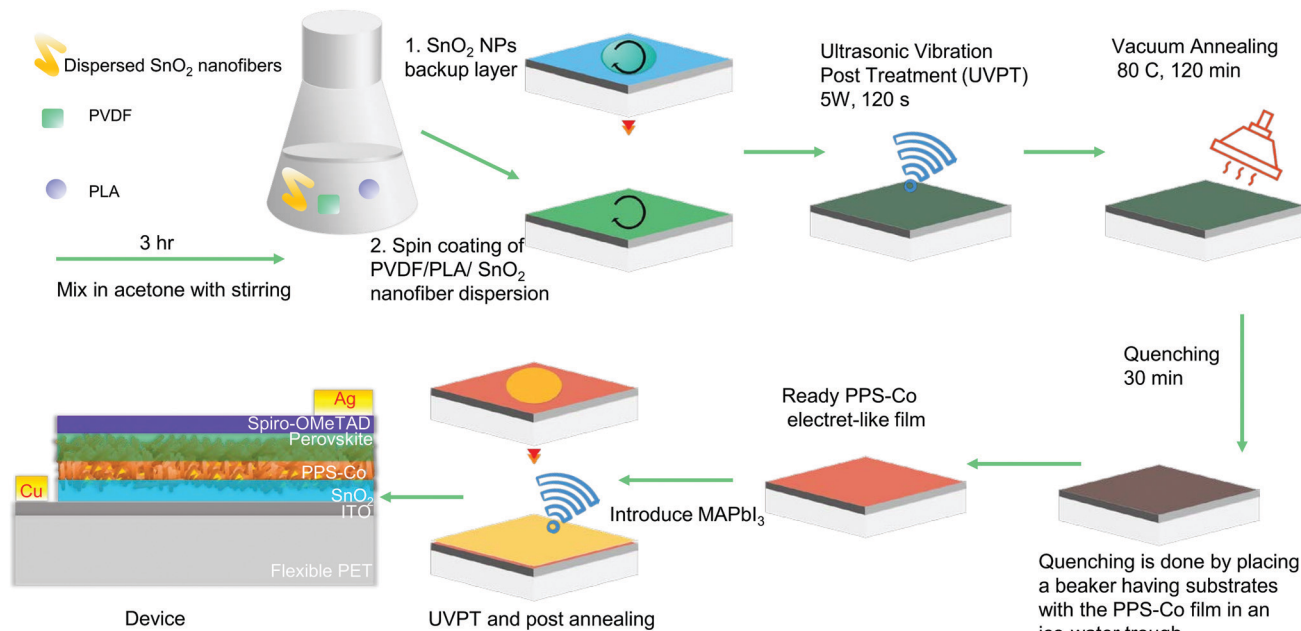 Dispersed SnO2 nanofibers
PVDF
PLA
3 hr
Mix in acetone with stirring
1. SnO2 NPs
backup layer
2. Spin coating of
PVDF/PLA/ SnO2
nanofiber dispersion
Ultrasonic Vibration
Post Treatment (UVPT)
5W, 120 s
Vacuum Annealing
80 C, 120 min
Quenching
30 min
Quenching is done by placing
a beaker having substrates
with the PPS-Co film in an
ice water trough
Ready PPS-Co
electret-like film
Introduce MAPbI3
UVPT and post annealing
Ag
Spiro-OMeTAD
Perovskite
PPS-Co
Cu
SnO2
ITO
Flexible PET
Device